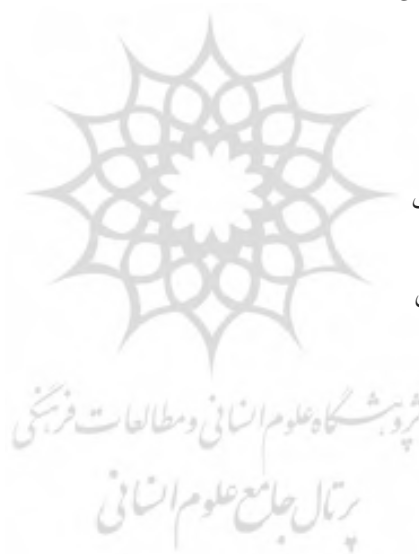 پژوهشگاه علوم انسانی و مطالعات فرهنگی
پرتال جامع علوم انسانی